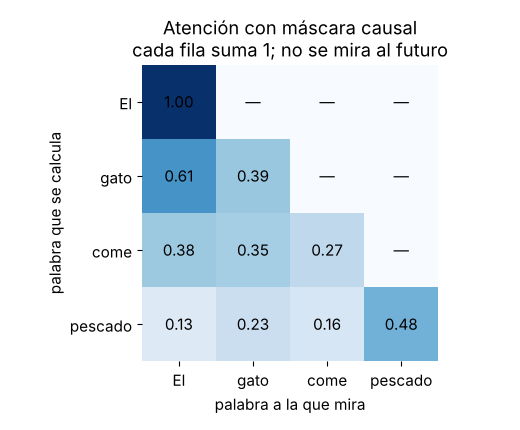 Atención con máscara causal
cada fila suma 1; no se mira al futuro
palabra que se calcula
El 1.00 — — —
gato 0.61 0.39 — —
come 0.38 0.35 0.27 —
pescado 0.13 0.23 0.16 0.48
El gato come pescado
palabra a la que mira